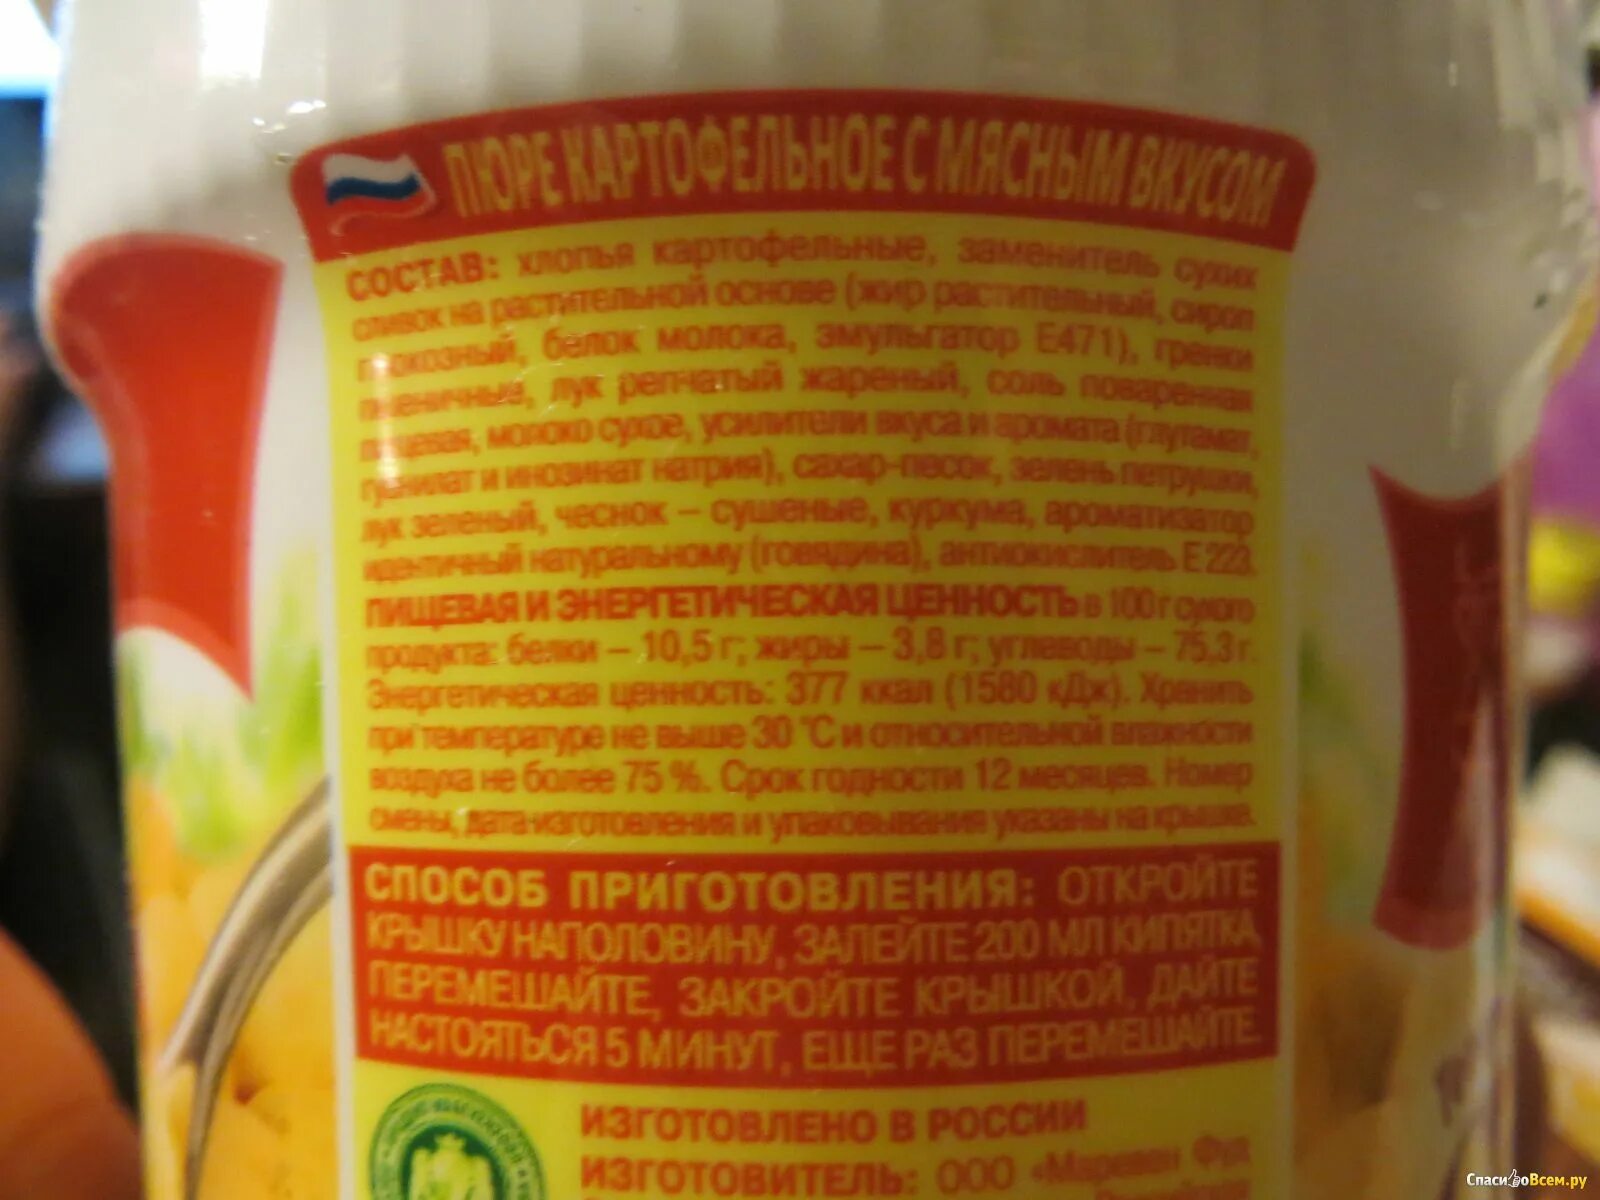 ПЮРЕ КАРТОФЕЛЬНОЕ С МЯСНЫМ ВКУСОМ
СОСТАВ: хлопья картофельные, заменитель сухих
сливок на растительной основе (жир растительный, сироп
глюкозный, белок молока, эмульгатор Е471), гренки
пшеничные, лук репчатый жареный, соль поваренная
пищевая, молоко сухое, усилители вкуса и аромата (глутамат,
гуанилат и инозинат натрия), сахар-песок, зелень петрушки,
лук зеленый, чеснок – сушеные, куркума, ароматизатор
идентичный натуральному (говядина), антиокислитель Е 223.
ПИЩЕВАЯ И ЭНЕРГЕТИЧЕСКАЯ ЦЕННОСТЬ в 100 г сухого
продукта: белки – 10,5 г; жиры – 3,8 г; углеводы – 75,3 г.
Энергетическая ценность: 377 ккал (1580 кДж). Хранить
при температуре не выше 30 °С и относительной влажности
воздуха не более 75 %. Срок годности 12 месяцев. Номер
смены, дата изготовления и упаковывания указаны на крышке.
СПОСОБ ПРИГОТОВЛЕНИЯ: ОТКРОЙТЕ
КРЫШКУ НАПОЛОВИНУ, ЗАЛЕЙТЕ 200 МЛ КИПЯТКА,
ПЕРЕМЕШАЙТЕ, ЗАКРОЙТЕ КРЫШКОЙ, ДАЙТЕ
НАСТОЯТЬСЯ 5 МИНУТ, ЕЩЕ РАЗ ПЕРЕМЕШАЙТЕ.
ИЗГОТОВЛЕНО В РОССИИ
ИЗГОТОВИТЕЛЬ: ООО «Маревен Фуд
СпасибоВсем.ру